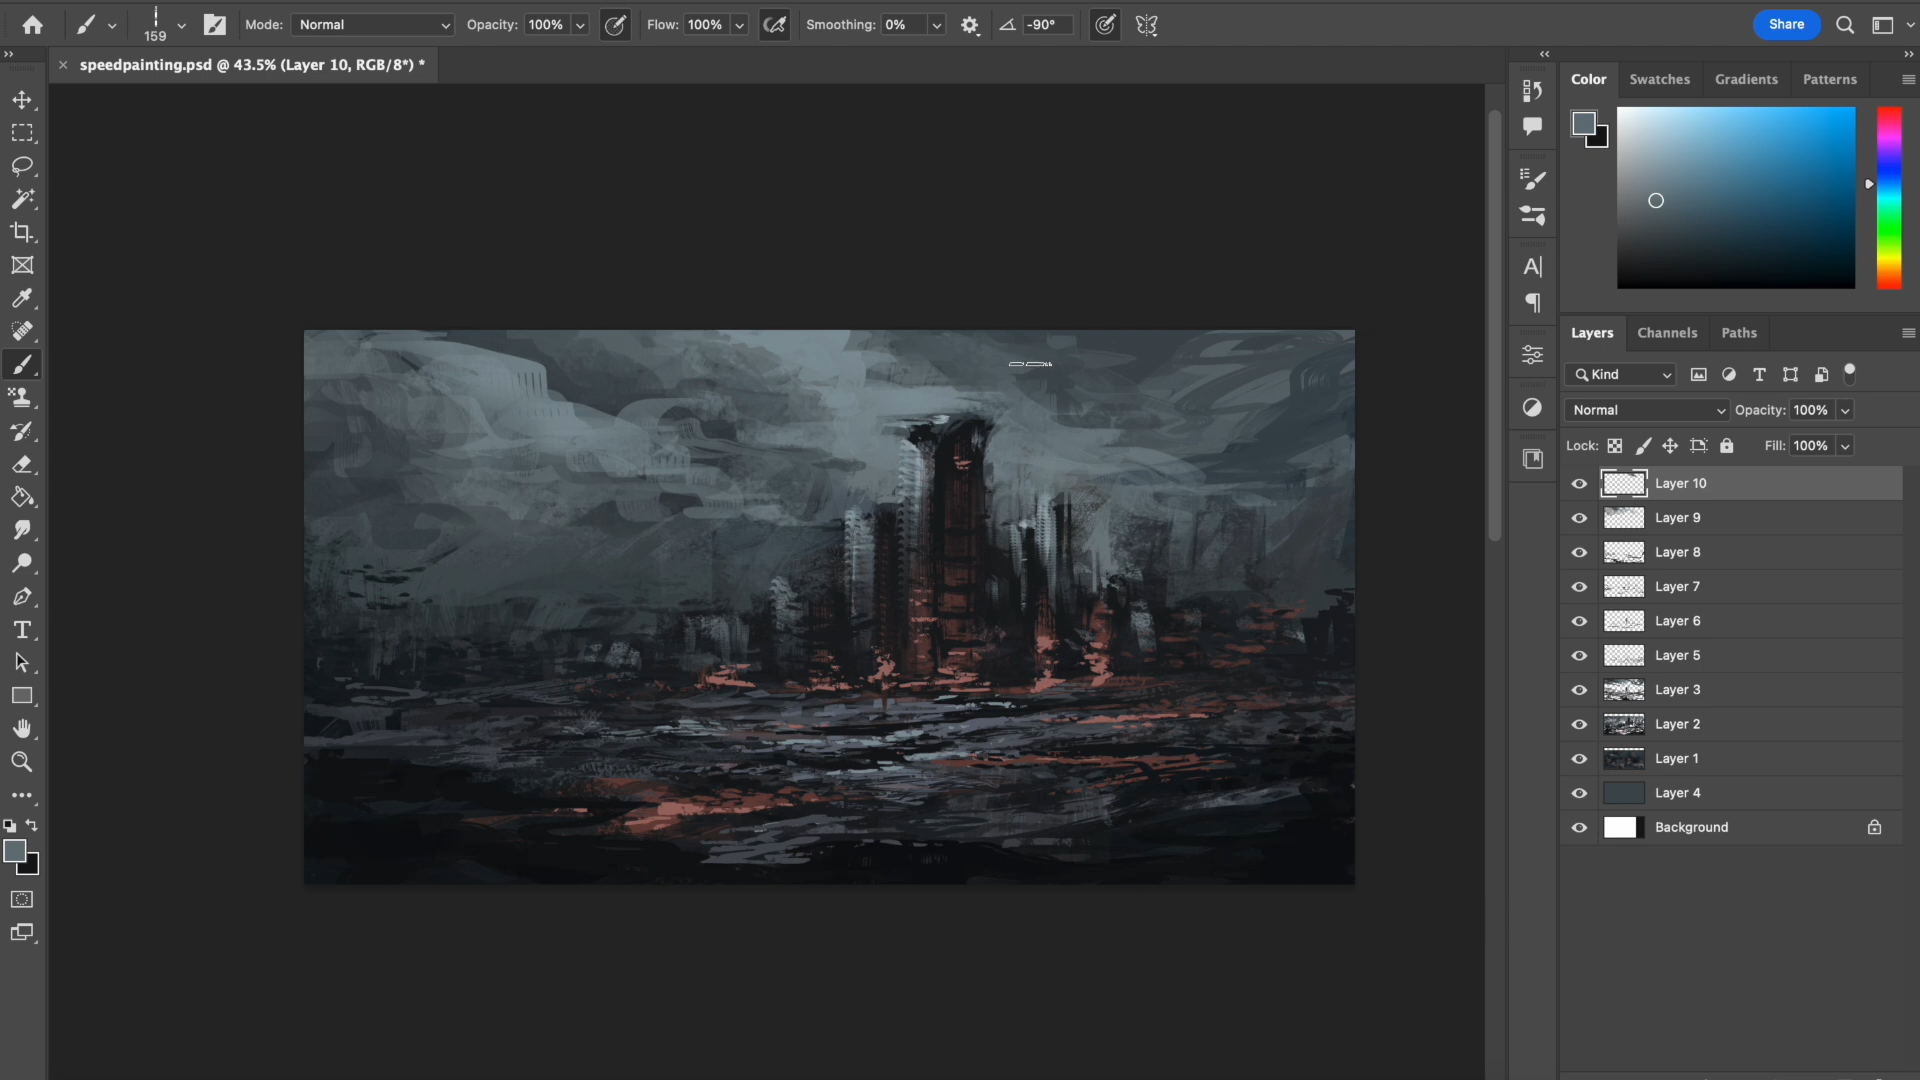 159
Mode: Normal Opacity: 100% Flow: 100% Smoothing: 0% -90° Share
speedpainting.psd @ 43.5% (Layer 10, RGB/8*) *
Color Swatches Gradients Patterns
Layers Channels Paths
Kind
Normal Opacity: 100%
Lock: Fill: 100%
Layer 10
Layer 9
Layer 8
Layer 7
Layer 6
Layer 5
Layer 3
Layer 2
Layer 1
Layer 4
Background